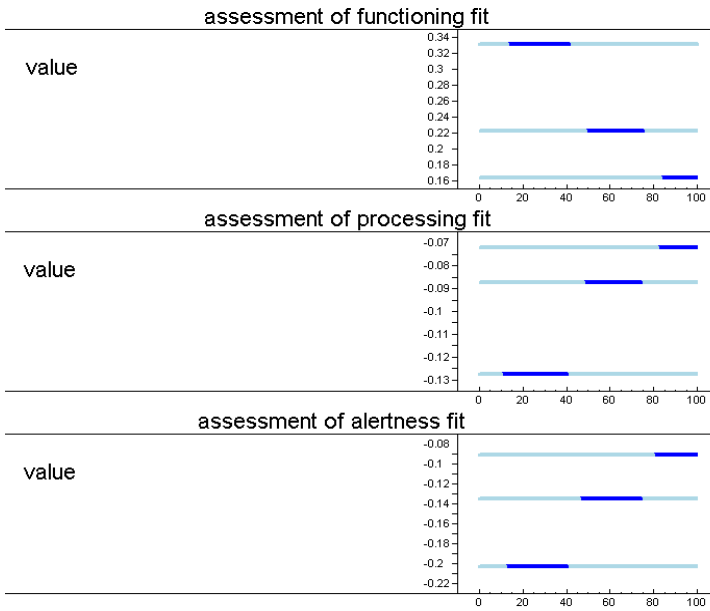 assessment of functioning fit
value
0.34
0.32
0.3
0.28
0.26
0.24
0.22
0.2
0.18
0.16
0 20 40 60 80 100
assessment of processing fit
value
-0.07
-0.08
-0.09
-0.1
-0.11
-0.12
-0.13
0 20 40 60 80 100
assessment of alertness fit
value
-0.08
-0.1
-0.12
-0.14
-0.16
-0.18
-0.2
-0.22
0 20 40 60 80 100